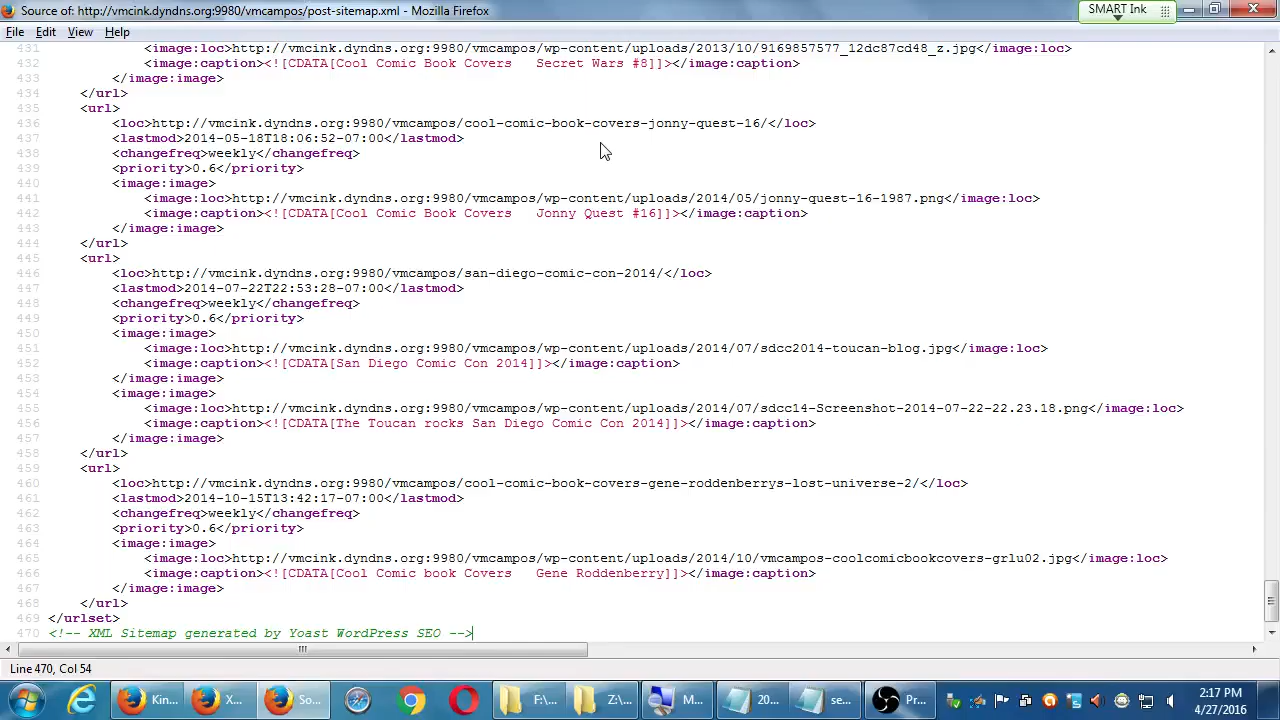 Source of: http://vmcink.dyndns.org:9980/vmcampos/post-sitemap.xml - Mozilla Firefox
SMART Ink
File Edit View Help
431 <image:loc>http://vmcink.dyndns.org:9980/vmcampos/wp-content/uploads/2013/10/9169857577_12dc87cd48_z.jpg</image:loc>
432 <image:caption><![CDATA[Cool Comic Book Covers   Secret Wars #8]]></image:caption>
433 </image:image>
434 </url>
435 <url>
436 <loc>http://vmcink.dyndns.org:9980/vmcampos/cool-comic-book-covers-jonny-quest-16/</loc>
437 <lastmod>2014-05-18T18:06:52-07:00</lastmod>
438 <changefreq>weekly</changefreq>
439 <priority>0.6</priority>
440 <image:image>
441 <image:loc>http://vmcink.dyndns.org:9980/vmcampos/wp-content/uploads/2014/05/jonny-quest-16-1987.png</image:loc>
442 <image:caption><![CDATA[Cool Comic Book Covers   Jonny Quest #16]]></image:caption>
443 </image:image>
444 </url>
445 <url>
446 <loc>http://vmcink.dyndns.org:9980/vmcampos/san-diego-comic-con-2014/</loc>
447 <lastmod>2014-07-22T22:53:28-07:00</lastmod>
448 <changefreq>weekly</changefreq>
449 <priority>0.6</priority>
450 <image:image>
451 <image:loc>http://vmcink.dyndns.org:9980/vmcampos/wp-content/uploads/2014/07/sdcc2014-toucan-blog.jpg</image:loc>
452 <image:caption><![CDATA[San Diego Comic Con 2014]]></image:caption>
453 </image:image>
454 <image:image>
455 <image:loc>http://vmcink.dyndns.org:9980/vmcampos/wp-content/uploads/2014/07/sdcc14-Screenshot-2014-07-22-22.23.18.png</image:loc>
456 <image:caption><![CDATA[The Toucan rocks San Diego Comic Con 2014]]></image:caption>
457 </image:image>
458 </url>
459 <url>
460 <loc>http://vmcink.dyndns.org:9980/vmcampos/cool-comic-book-covers-gene-roddenberrys-lost-universe-2/</loc>
461 <lastmod>2014-10-15T13:42:17-07:00</lastmod>
462 <changefreq>weekly</changefreq>
463 <priority>0.6</priority>
464 <image:image>
465 <image:loc>http://vmcink.dyndns.org:9980/vmcampos/wp-content/uploads/2014/10/vmcampos-coolcomicbookcovers-grlu02.jpg</image:loc>
466 <image:caption><![CDATA[Cool Comic book Covers   Gene Roddenberry]]></image:caption>
467 </image:image>
468 </url>
469 </urlset>
470 <!-- XML Sitemap generated by Yoast WordPress SEO -->
Line 470, Col 54
Kin... X... So... F:\... Z:\... M... 20... se... Pr...
2:17 PM
4/27/2016